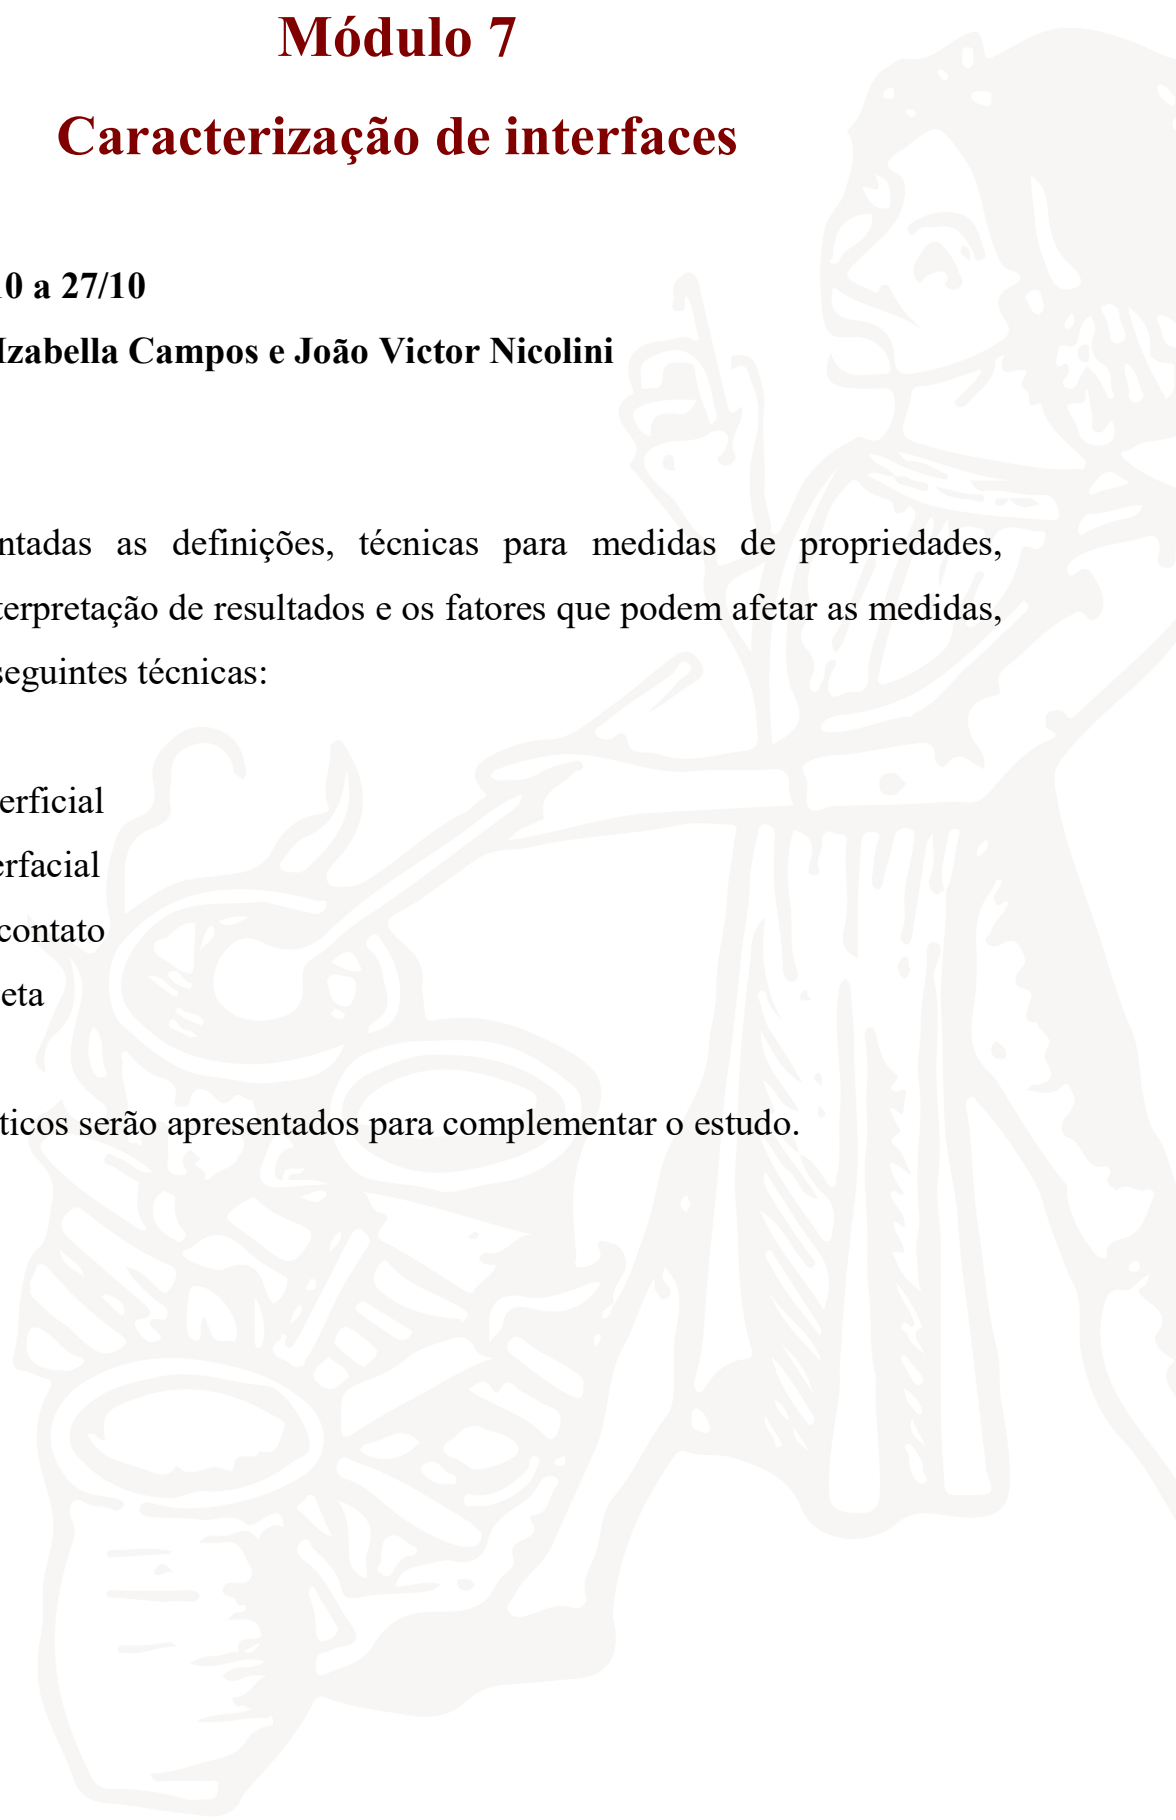 Módulo 7
Caracterização de interfaces
10 a 27/10
Izabella Campos e João Victor Nicolini
ntadas as definições, técnicas para medidas de propriedades,
terpretação de resultados e os fatores que podem afetar as medidas,
seguintes técnicas:
erficial
erfacial
contato
eta
ticos serão apresentados para complementar o estudo.